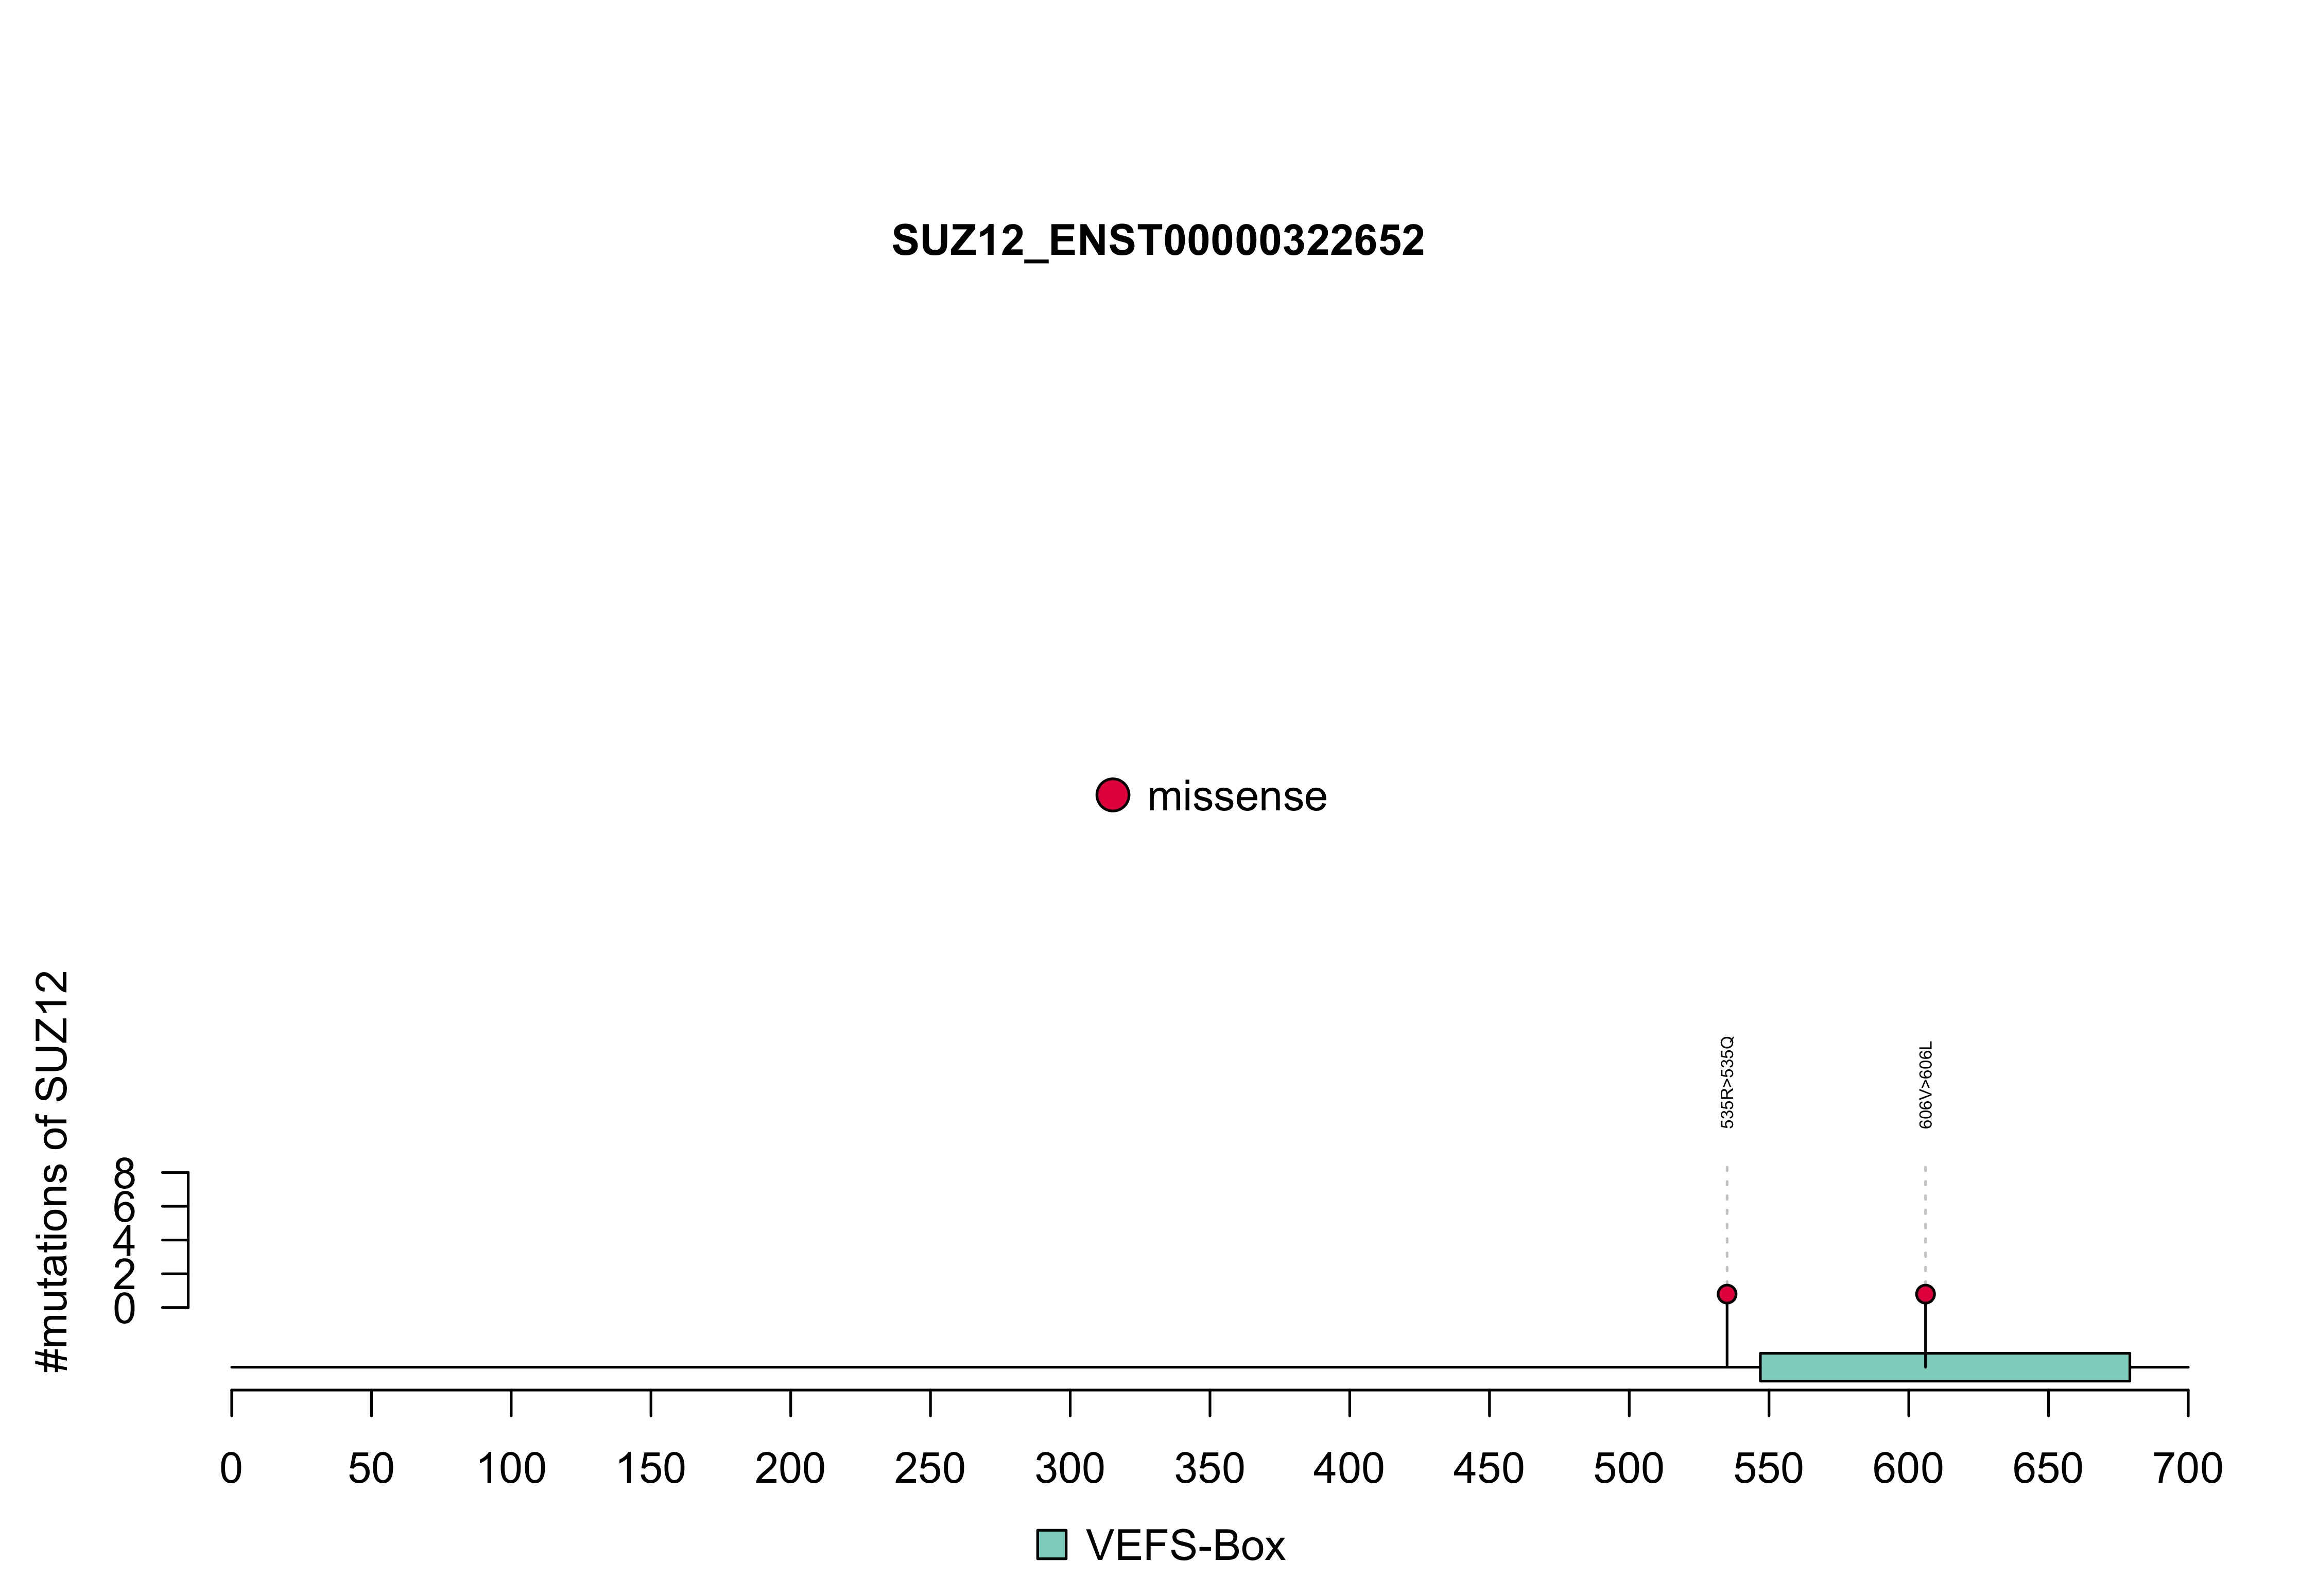 SUZ12_ENST00000322652
missense
#mutations of SUZ12
535R>535Q
606V>606L
8
6
4
2
0
0 50 100 150 200 250 300 350 400 450 500 550 600 650 700
VEFS-Box